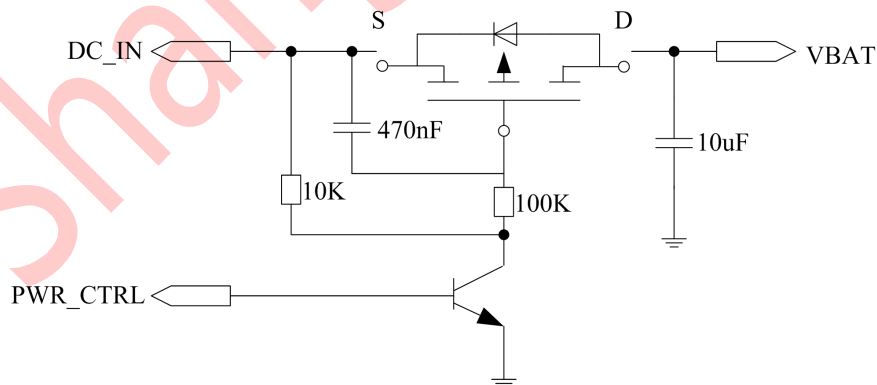 S
D
DC_IN
VBAT
470nF
10uF
10K
100K
PWR_CTRL